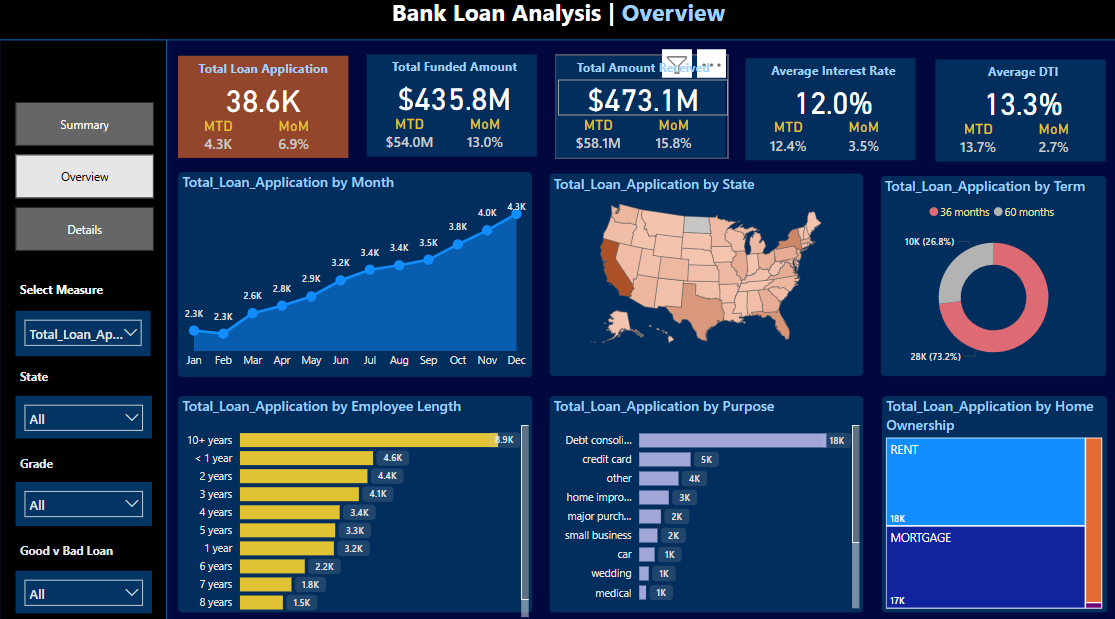 Bank Loan Analysis | Overview
Summary
Overview
Details
Select Measure
Total_Loan_Ap...
State
All
Grade
All
Good v Bad Loan
All
Total Loan Application
38.6K
MTD MoM
4.3K 6.9%
Total Funded Amount
$435.8M
MTD MoM
$54.0M 13.0%
Total Amount Received
$473.1M
MTD MoM
$58.1M 15.8%
Average Interest Rate
12.0%
MTD MoM
12.4% 3.5%
Average DTI
13.3%
MTD MoM
13.7% 2.7%
Total_Loan_Application by Month
2.3K 2.3K 2.6K 2.8K 2.9K 3.2K 3.4K 3.4K 3.5K 3.8K 4.0K 4.3K
Jan Feb Mar Apr May Jun Jul Aug Sep Oct Nov Dec
Total_Loan_Application by State
Total_Loan_Application by Term
36 months 60 months
10K (26.8%)
28K (73.2%)
Total_Loan_Application by Employee Length
10+ years 8.9K
< 1 year 4.6K
2 years 4.4K
3 years 4.1K
4 years 3.4K
5 years 3.3K
1 year 3.2K
6 years 2.2K
7 years 1.8K
8 years 1.5K
Total_Loan_Application by Purpose
Debt consoli... 18K
credit card 5K
other 4K
home impro... 3K
major purch... 2K
small business 2K
car 1K
wedding 1K
medical 1K
Total_Loan_Application by Home
Ownership
RENT
18K
MORTGAGE
17K